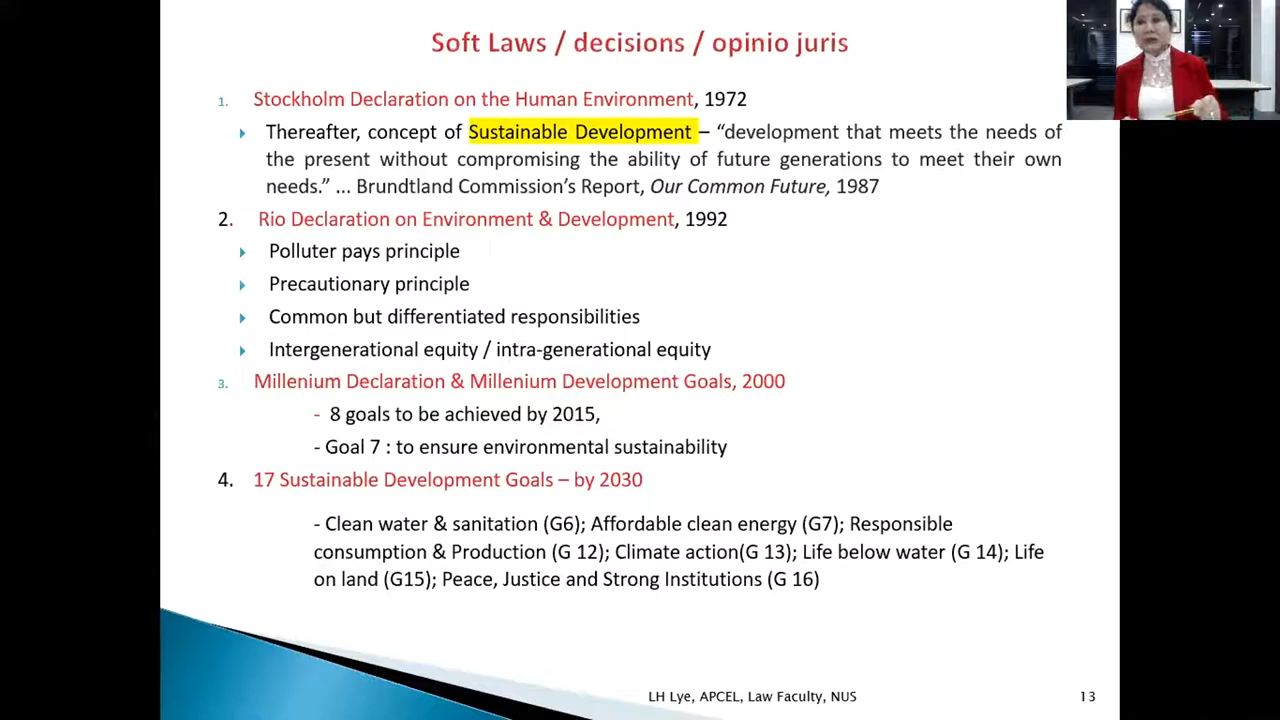 Soft Laws / decisions / opinio juris
1. Stockholm Declaration on the Human Environment, 1972
Thereafter, concept of Sustainable Development – “development that meets the needs of
the present without compromising the ability of future generations to meet their own
needs.” ... Brundtland Commission’s Report, Our Common Future, 1987
2. Rio Declaration on Environment & Development, 1992
Polluter pays principle
Precautionary principle
Common but differentiated responsibilities
Intergenerational equity / intra-generational equity
3. Millenium Declaration & Millenium Development Goals, 2000
- 8 goals to be achieved by 2015,
- Goal 7 : to ensure environmental sustainability
4. 17 Sustainable Development Goals – by 2030
- Clean water & sanitation (G6); Affordable clean energy (G7); Responsible
consumption & Production (G 12); Climate action(G 13); Life below water (G 14); Life
on land (G15); Peace, Justice and Strong Institutions (G 16)
LH Lye, APCEL, Law Faculty, NUS
13